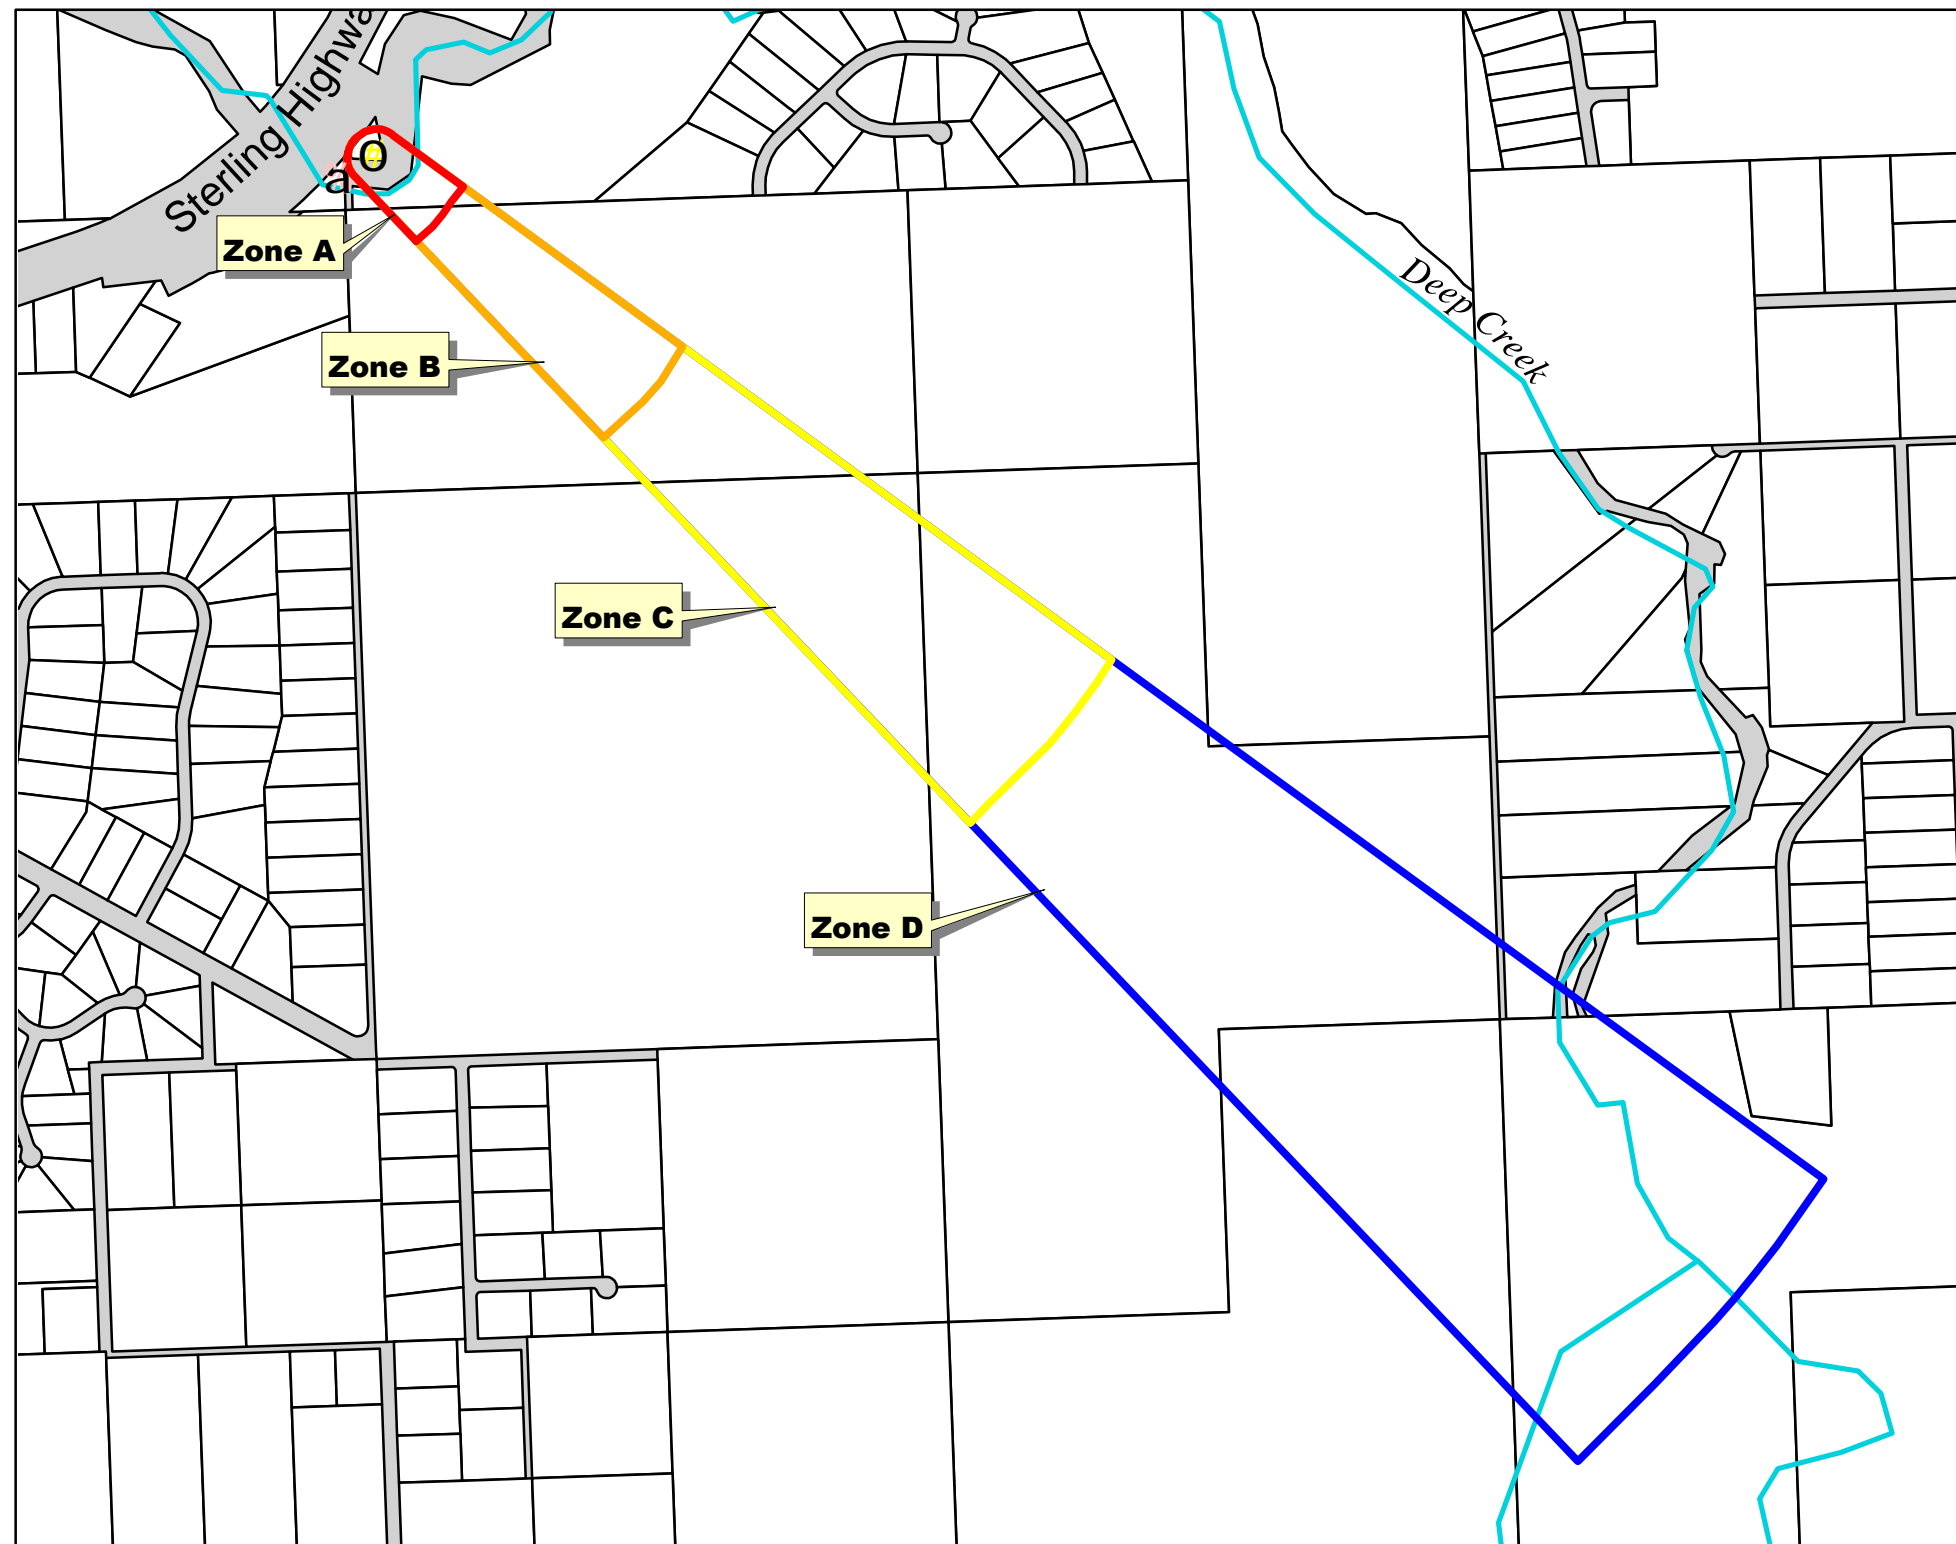 Sterling Highwa
o
a
Zone A
Deep Creek
Zone B
Zone C
Zone D